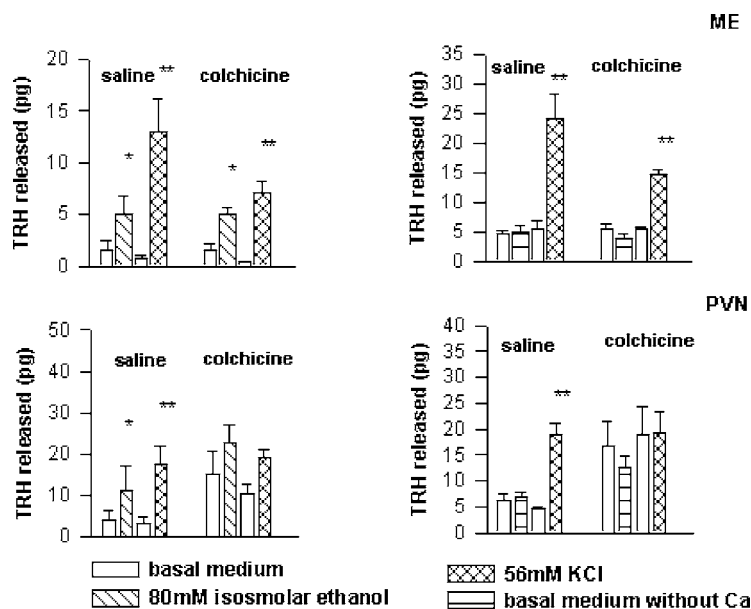 ME
TRH released (pg)
20
15
10
5
0
saline
**
colchicine
*
*
**
TRH released (pg)
35
30
25
20
15
10
5
0
saline
**
colchicine
**
PVN
TRH released (pg)
50
40
30
20
10
0
saline
colchicine
*
**
TRH released (pg)
40
35
30
25
20
15
10
5
0
saline
colchicine
**
basal medium
80mM isosmolar ethanol
56mM KCl
basal medium without Ca